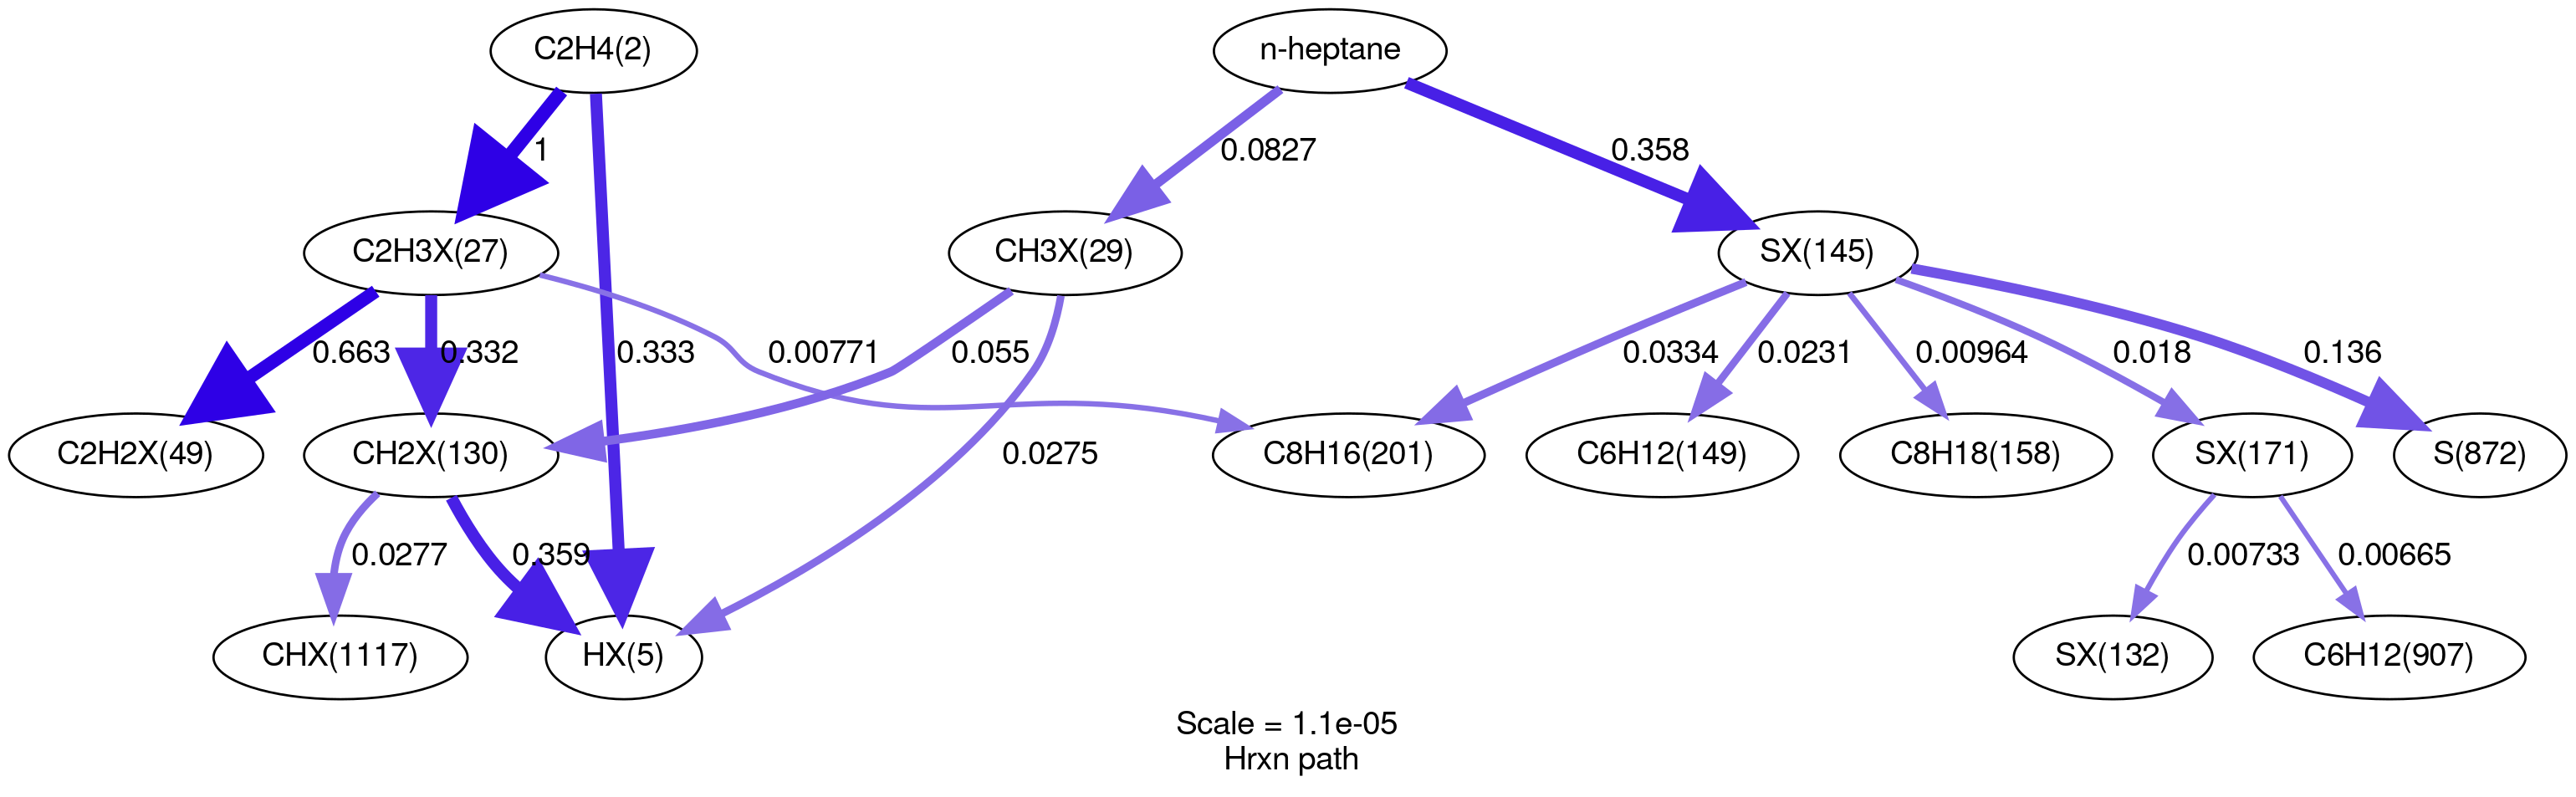 C2H4(2)
n-heptane
1
0.0827
0.358
C2H3X(27)
CH3X(29)
SX(145)
0.663
0.332
0.333
0.00771
0.055
0.0334
0.0231
0.00964
0.018
0.136
C2H2X(49)
CH2X(130)
0.0275
C8H16(201)
C6H12(149)
C8H18(158)
SX(171)
S(872)
0.0277
0.359
0.00733
0.00665
CHX(1117)
HX(5)
SX(132)
C6H12(907)
Scale = 1.1e-05
Hrxn path